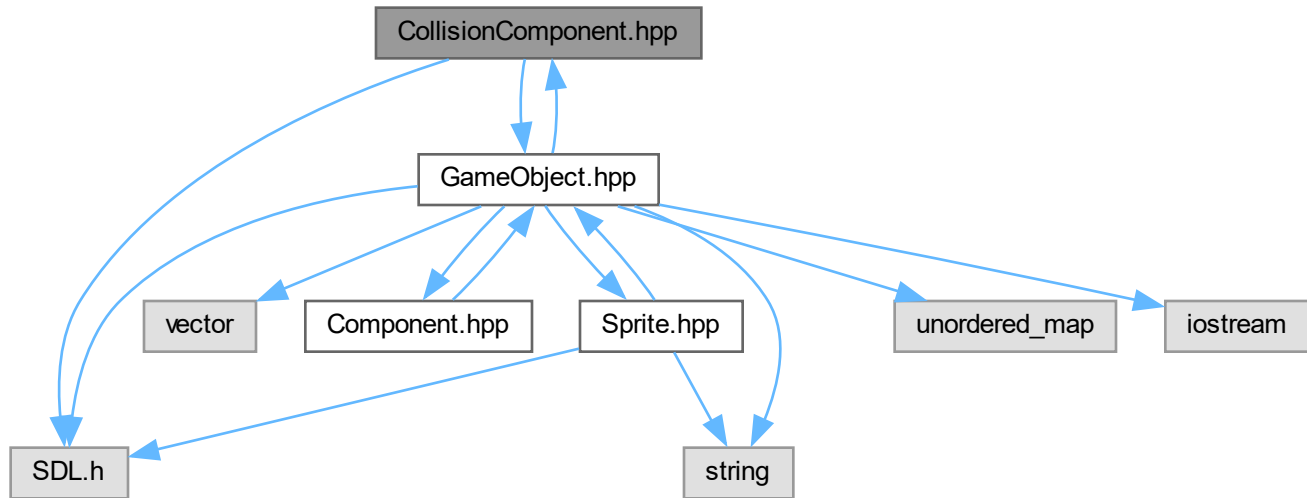 CollisionComponent.hpp
GameObject.hpp
vector
Component.hpp
Sprite.hpp
unordered_map
iostream
SDL.h
string